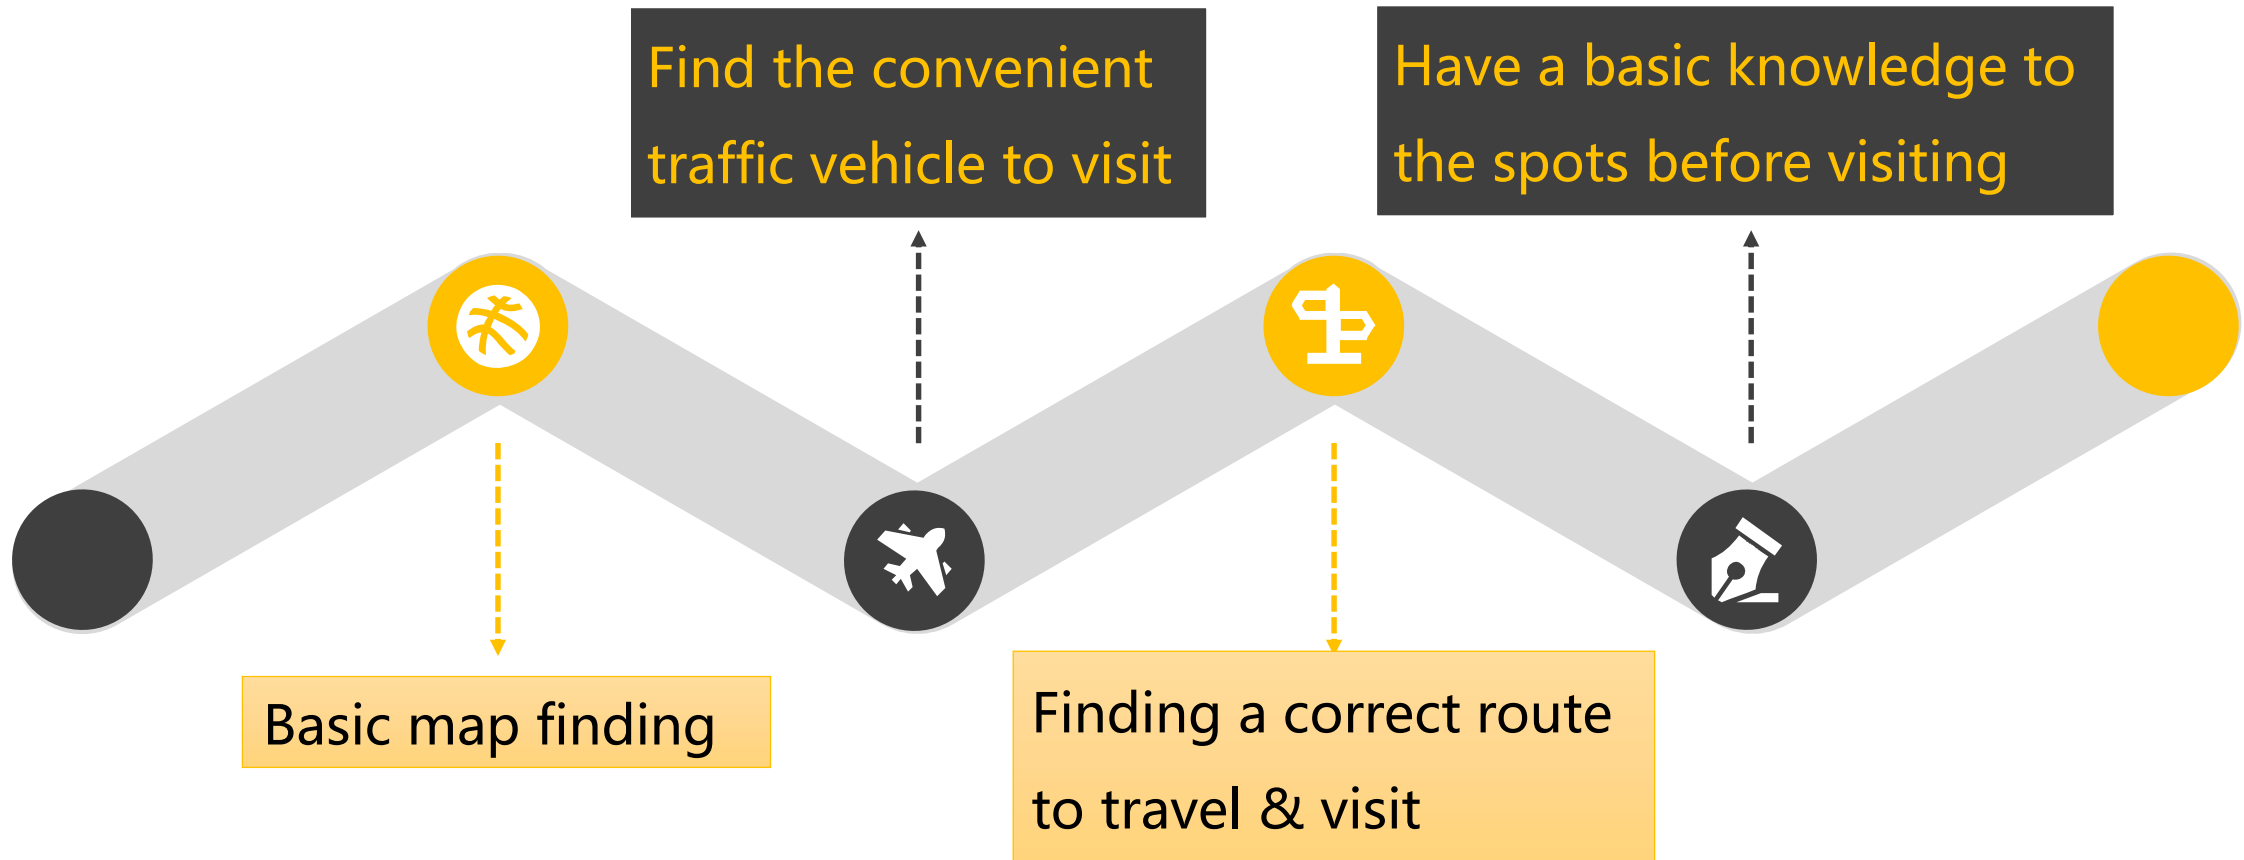 Find the convenient
traffic vehicle to visit
Have a basic knowledge to
the spots before visiting
Basic map finding
Finding a correct route
to travel & visit